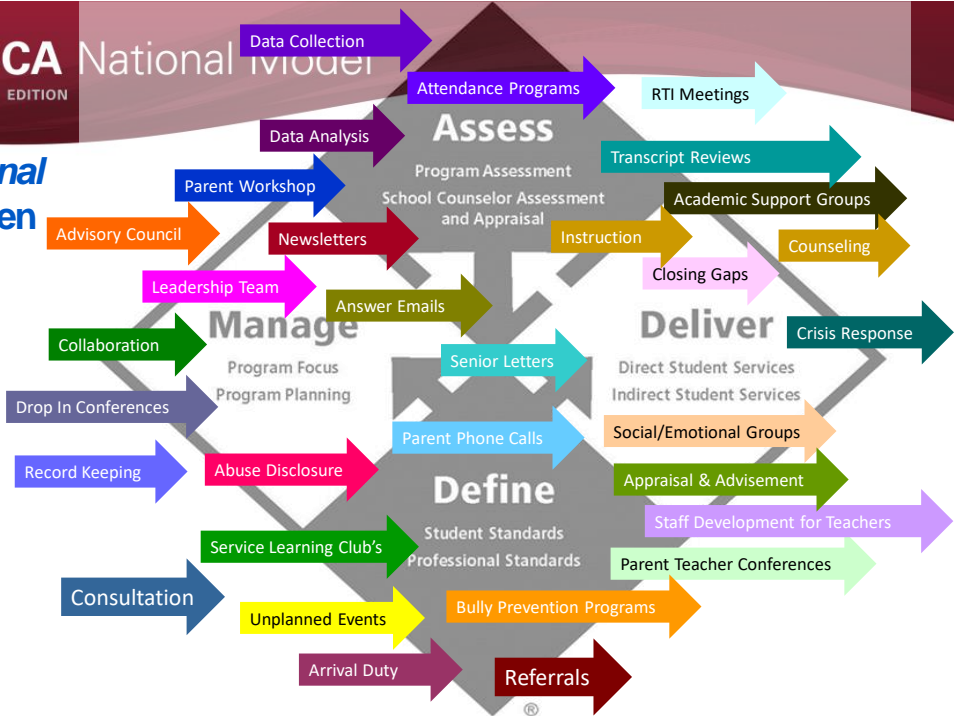 CA National Model
EDITION
Data Collection
Attendance Programs
RTI Meetings
Data Analysis
Assess
Program Assessment
School Counselor Assessment
and Appraisal
Transcript Reviews
nal
en
Parent Workshop
Academic Support Groups
Advisory Council
Newsletters
Instruction
Counseling
Closing Gaps
Leadership Team
Answer Emails
Manage
Program Focus
Program Planning
Deliver
Direct Student Services
Indirect Student Services
Crisis Response
Collaboration
Senior Letters
Drop In Conferences
Parent Phone Calls
Social/Emotional Groups
Record Keeping
Abuse Disclosure
Appraisal & Advisement
Define
Student Standards
Professional Standards
Staff Development for Teachers
Service Learning Club's
Parent Teacher Conferences
Consultation
Unplanned Events
Bully Prevention Programs
Arrival Duty
Referrals
®